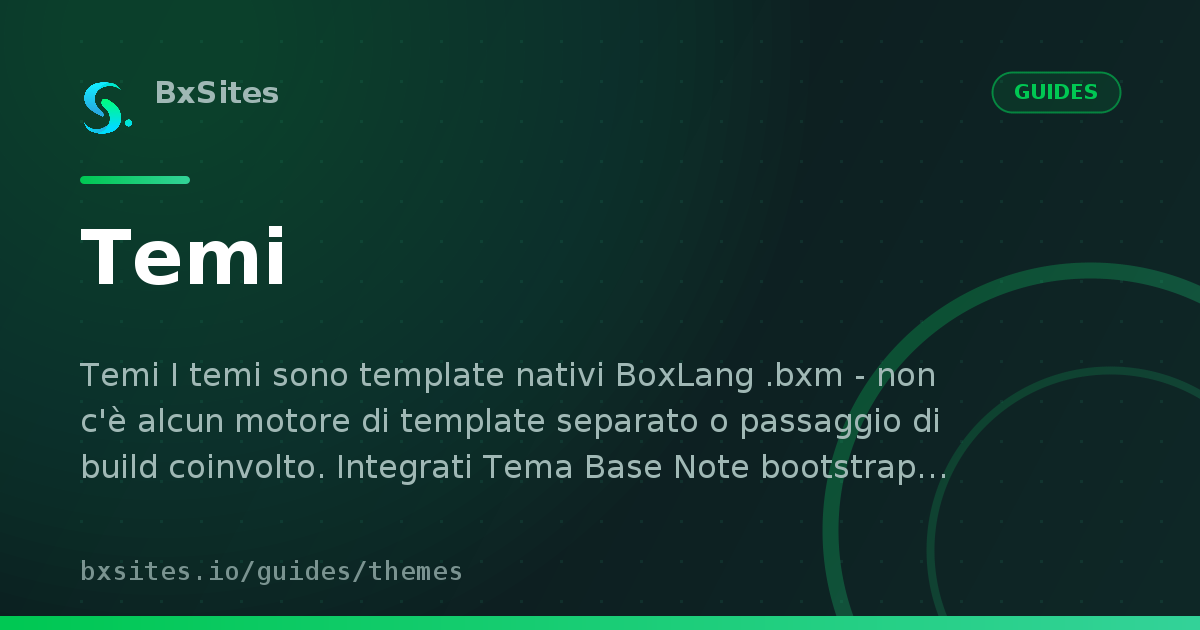 BxSites
GUIDES
Temi
Temi I temi sono template nativi BoxLang .bxm - non
c'è alcun motore di template separato o passaggio di
build coinvolto. Integrati Tema Base Note bootstrap…
bxsites.io/guides/themes